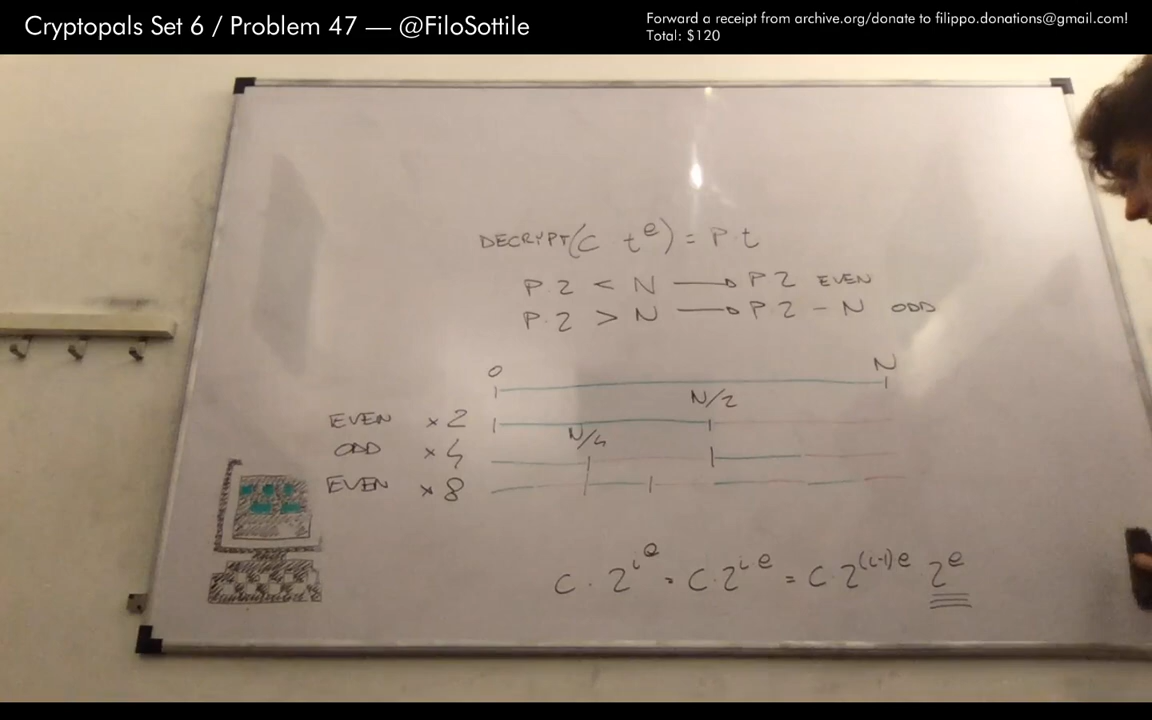 Cryptopals Set 6 / Problem 47 — @FiloSottile
Forward a receipt from archive.org/donate to filippo.donations@gmail.com!
Total: $120
DECRYPT(C t^e) = P·t
P·2 < N → P 2 EVEN
P·2 > N → P·2 - N ODD
0 N
N/2
EVEN ×2
N/4
ODD ×4
EVEN ×8
C · 2^i^e = C·2^i·e = C·2^(i-1)e 2^e